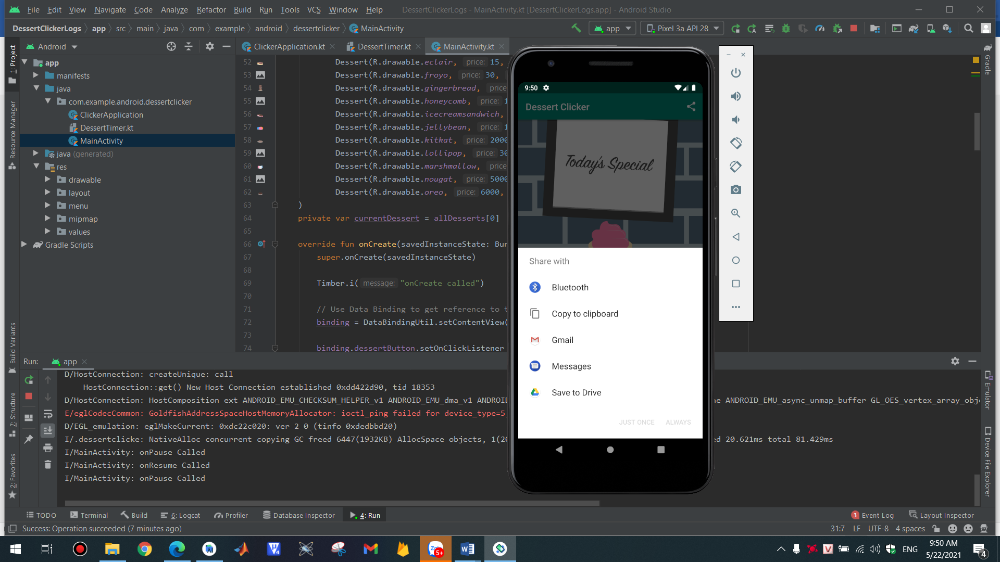 File Edit View Navigate Code Analyze Refactor Build Run Tools VCS Window Help DessertClickerLogs - MainActivity.kt [DessertClickerLogs.app] - Android Studio
DessertClickerLogs app src main java com example android dessertclicker MainActivity app Pixel 3a API 28
Android ClickerApplication.kt DessertTimer.kt MainActivity.kt
1: Project
Resource Manager
Build Variants
7: Structure
2: Favorites
app
manifests
java
com.example.android.dessertclicker
ClickerApplication
DessertTimer.kt
MainActivity
java (generated)
res
drawable
layout
menu
mipmap
values
Gradle Scripts
52 Dessert(R.drawable.eclair, price: 15,
53 Dessert(R.drawable.froyo, price: 30,
54 Dessert(R.drawable.gingerbread, price
55 Dessert(R.drawable.honeycomb, price: 1
56 Dessert(R.drawable.icecreamsandwich,
57 Dessert(R.drawable.jellybean, price: 1
58 Dessert(R.drawable.kitkat, price: 2000
59 Dessert(R.drawable.lollipop, price: 30
60 Dessert(R.drawable.marshmallow, price
61 Dessert(R.drawable.nougat, price: 5000
62 Dessert(R.drawable.oreo, price: 6000,
63 )
64 private var currentDessert = allDesserts[0]
65
66 override fun onCreate(savedInstanceState: Bun
67 super.onCreate(savedInstanceState)
68
69 Timber.i( message: "onCreate called")
70
71 // Use Data Binding to get reference to t
72 binding = DataBindingUtil.setContentView(
73
74 binding.dessertButton.setOnClickListener
9:50
Dessert Clicker
Today's Special
Share with
Bluetooth
Copy to clipboard
Gmail
Messages
Save to Drive
JUST ONCE ALWAYS
Gradle
Emulator
Device File Explorer
Run: app
D/HostConnection: createUnique: call
HostConnection::get() New Host Connection established 0xdd422d90, tid 18353
D/HostConnection: HostComposition ext ANDROID_EMU_CHECKSUM_HELPER_v1 ANDROID_EMU_dma_v1 ANDROID ne ANDROID_EMU_async_unmap_buffer GL_OES_vertex_array_obje
E/eglCodecCommon: GoldfishAddressSpaceHostMemoryAllocator: ioctl_ping failed for device_type=5,
D/EGL_emulation: eglMakeCurrent: 0xdc22c020: ver 2 0 (tinfo 0xdedbbd20)
I/.dessertclicke: NativeAlloc concurrent copying GC freed 6447(1932KB) AllocSpace objects, 1(20 ed 20.621ms total 81.429ms
I/MainActivity: onPause Called
I/MainActivity: onResume Called
I/MainActivity: onPause Called
TODO Terminal Build 6: Logcat Profiler Database Inspector 4: Run 3 Event Log Layout Inspector
Success: Operation succeeded (7 minutes ago) 31:7 LF UTF-8 4 spaces
5+ ENG 9:50 AM
5/22/2021 4